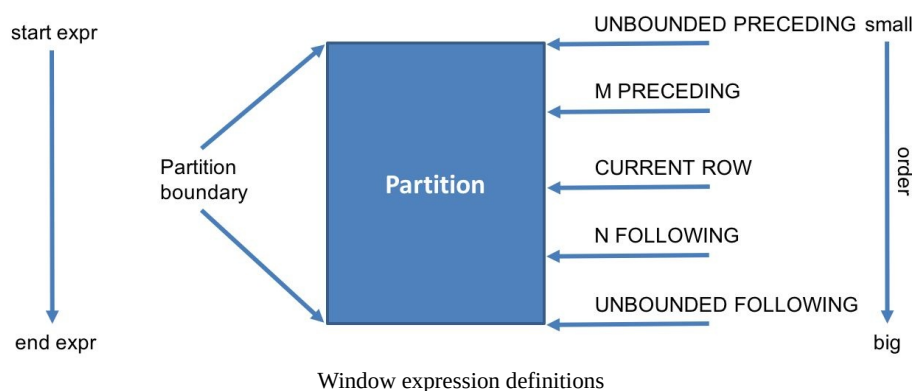 start expr
UNBOUNDED PRECEDING
small
M PRECEDING
Partition
boundary
Partition
CURRENT ROW
order
N FOLLOWING
UNBOUNDED FOLLOWING
end expr
big
Window expression definitions